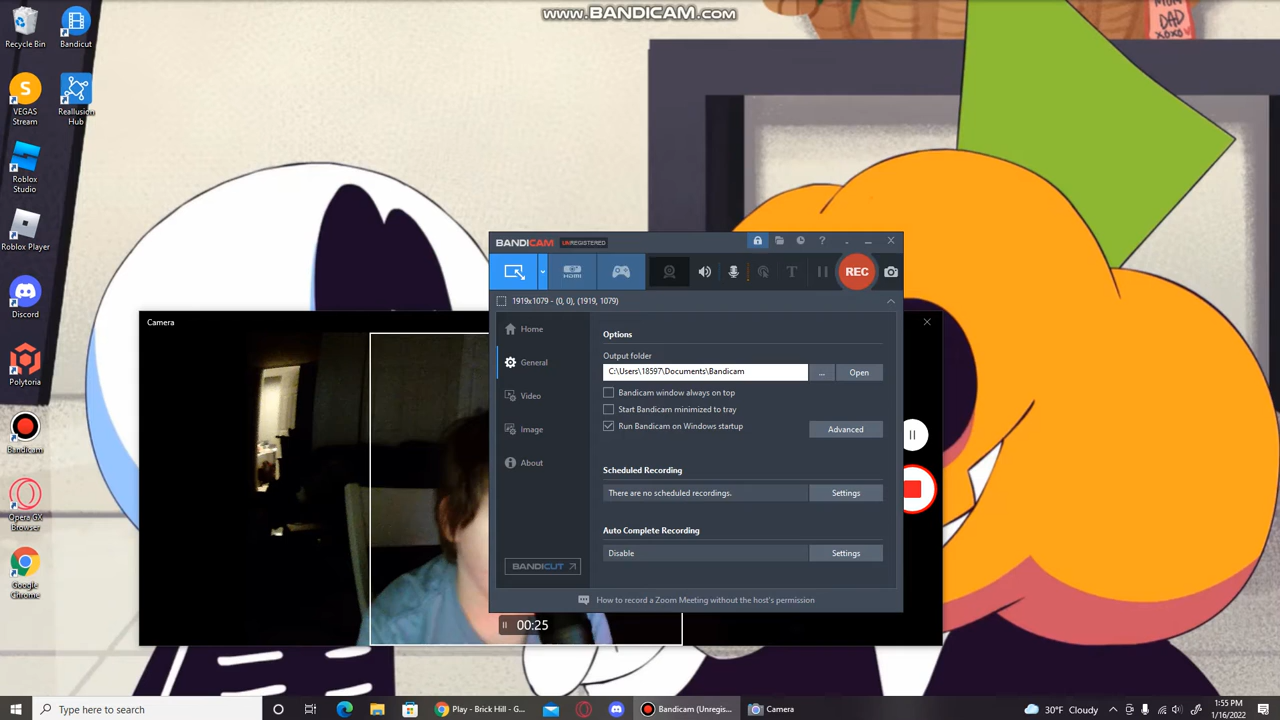 www.BANDICAM.com
MOM
DAD
xoxo♥
Recycle Bin
Bandicut
VEGAS
Stream
Reallusion
Hub
Roblox
Studio
Roblox Player
Discord
Polytoria
Bandicam
Opera GX
Browser
Google
Chrome
Camera
BANDICAM UNREGISTERED
HDMI
T
REC
1919x1079 - (0, 0), (1919, 1079)
Home
General
Video
Image
About
BANDICUT
Options
Output folder
C:\Users\18597\Documents\Bandicam
...
Open
Bandicam window always on top
Start Bandicam minimized to tray
Run Bandicam on Windows startup
Advanced
Scheduled Recording
There are no scheduled recordings.
Settings
Auto Complete Recording
Disable
Settings
How to record a Zoom Meeting without the host's permission
00:25
Type here to search
Play - Brick Hill - G...
Bandicam (Unregis...
Camera
30°F Cloudy
1:55 PM
1/16/2022